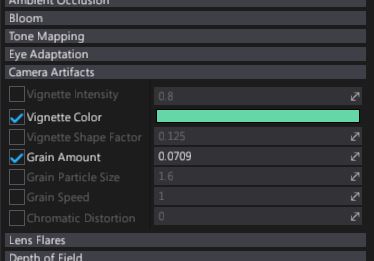 Ambient Occlusion
Bloom
Tone Mapping
Eye Adaptation
Camera Artifacts
Vignette Intensity 0.8
Vignette Color
Vignette Shape Factor 0.125
Grain Amount 0.0709
Grain Particle Size 1.6
Grain Speed 1
Chromatic Distortion 0
Lens Flares
Depth of Field